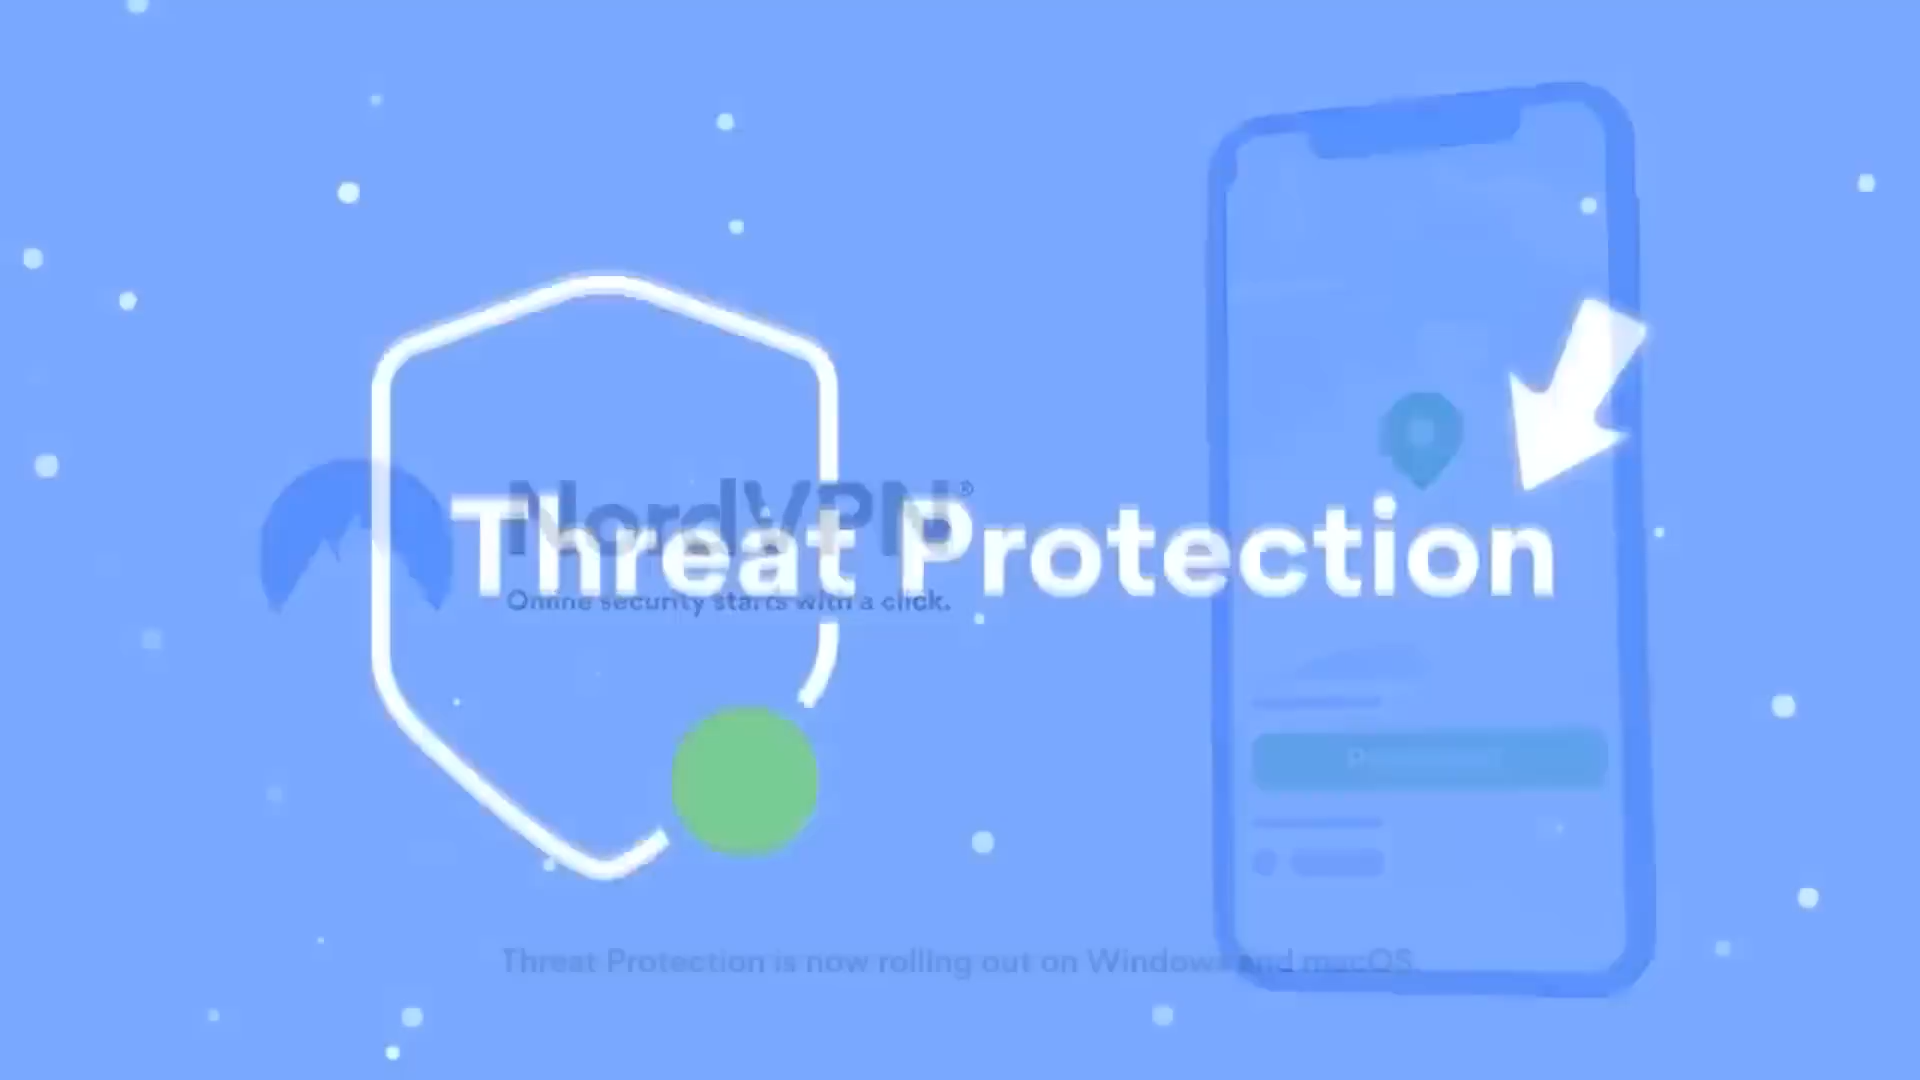 NordVPN®
Threat Protection
Online security starts with a click.
Threat Protection is now rolling out on Windows and macOS